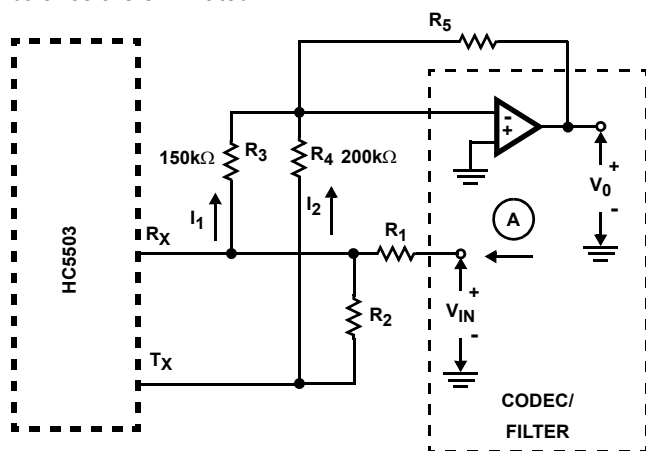 R5
150kΩ
R3
R4 200kΩ
I1
I2
-
+
+
V0
-
A
HC5503
RX
R1
R2
+
VIN
-
TX
CODEC/
FILTER